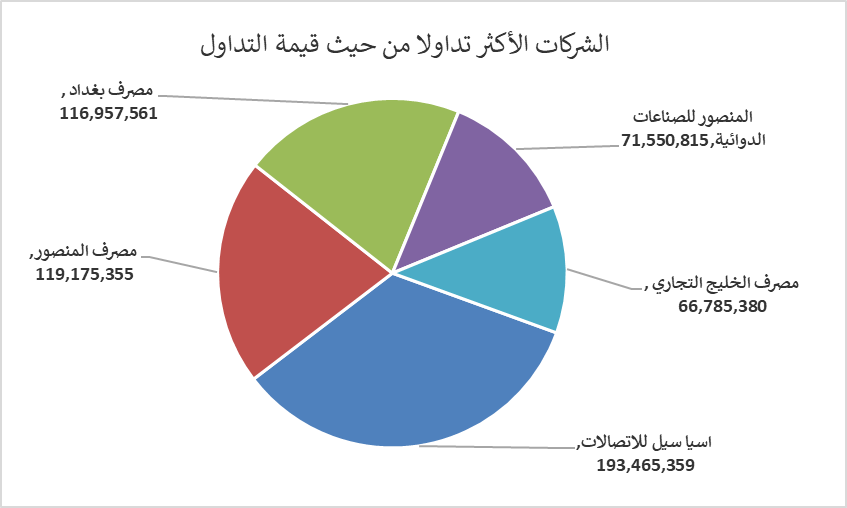 الشركات الأكثر تداولا من حيث قيمة التداول
مصرف بغداد ,
116,957,561
المنصور للصناعات
الدوائية, 71,550,815
مصرف المنصور,
119,175,355
مصرف الخليج التجاري ,
66,785,380
اسيا سيل للاتصالات,
193,465,359